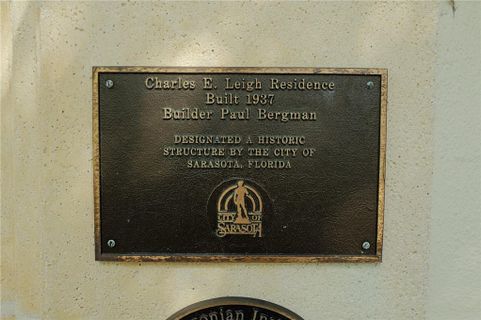 Charles E. Leigh Residence
Built 1937
Builder Paul Bergman
DESIGNATED A HISTORIC
STRUCTURE BY THE CITY OF
SARASOTA, FLORIDA
CITY OF
SARASOTA